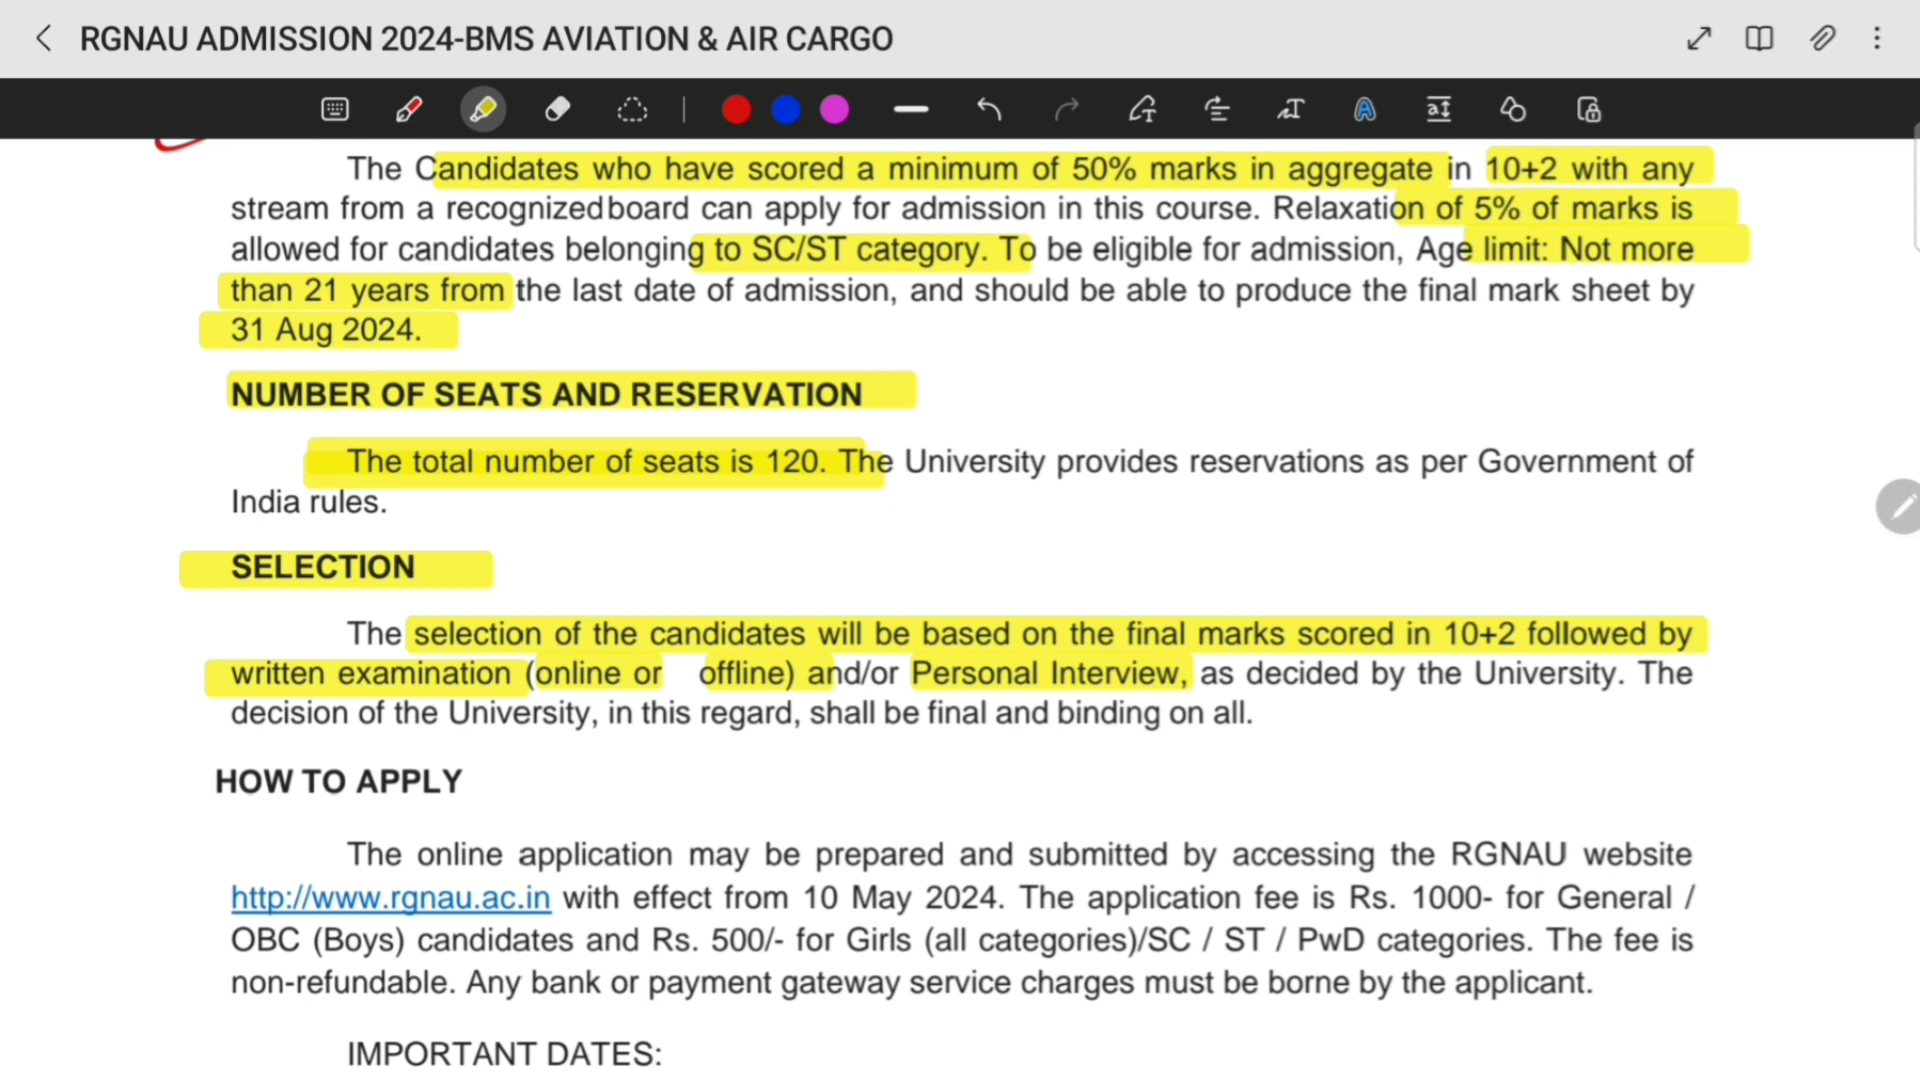 RGNAU ADMISSION 2024-BMS AVIATION & AIR CARGO
The Candidates who have scored a minimum of 50% marks in aggregate in 10+2 with any
stream from a recognized board can apply for admission in this course. Relaxation of 5% of marks is
allowed for candidates belonging to SC/ST category. To be eligible for admission, Age limit: Not more
than 21 years from the last date of admission, and should be able to produce the final mark sheet by
31 Aug 2024.
NUMBER OF SEATS AND RESERVATION
The total number of seats is 120. The University provides reservations as per Government of
India rules.
SELECTION
The selection of the candidates will be based on the final marks scored in 10+2 followed by
written examination (online or offline) and/or Personal Interview, as decided by the University. The
decision of the University, in this regard, shall be final and binding on all.
HOW TO APPLY
The online application may be prepared and submitted by accessing the RGNAU website
http://www.rgnau.ac.in with effect from 10 May 2024. The application fee is Rs. 1000- for General /
OBC (Boys) candidates and Rs. 500/- for Girls (all categories)/SC / ST / PwD categories. The fee is
non-refundable. Any bank or payment gateway service charges must be borne by the applicant.
IMPORTANT DATES: